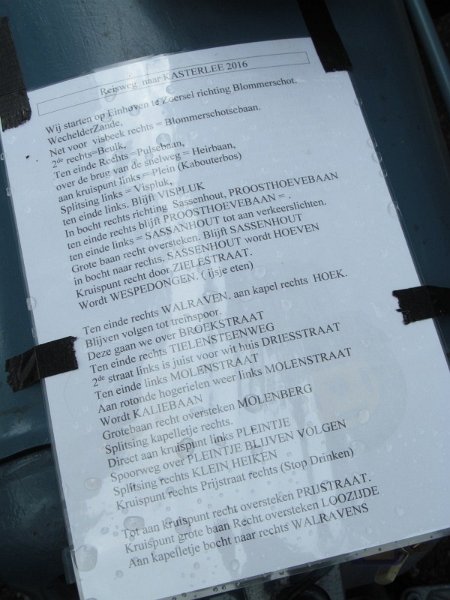 Reisweg naar KASTERLEE 2016
Wij starten op Einhaven te Zoersel richting Blommerschot.
WechelderZande,
Net voor visbeek rechts = Blommerschotsebaan.
2de rechts=Beulk,
Ten einde Rechts =Pulsebaan,
over de brug van de snelweg = Heirbaan,
aan kruispunt links =Plein (Kabouterbos)
Splitsing links = Vispluk,
ten einde links. Blijft VISPLUK
In bocht rechts richting Sassenhout, PROOSTHOEVEBAAN
ten einde rechts blijft PROOSTHOEVEBAAN = .
ten einde links = SASSANHOUT tot aan verkeerslichten.
Grote baan recht oversteken. Blijft SASSENHOUT
in bocht naar rechts, SASSENHOUT wordt HOEVEN
Kruispunt recht door ZIELESTRAAT.
Wordt WESPEDONGEN. ( ijsje eten)
Ten einde rechts WALRAVEN, aan kapel rechts HOEK.
Blijven volgen tot treinspoor.
Deze gaan we over BROEKSTRAAT
Ten einde rechts TIELENSTEENWEG
2de straat links is juist voor wit huis DRIESSTRAAT
Ten einde links MOLENSTRAAT
Aan rotonde hogerielen weer links MOLENSTRAAT
Wordt KALIEBAAN
Grotebaan recht oversteken MOLENBERG
Splitsing kapelletje rechts.
Direct aan kruispunt links PLEINTJE
Spoorweg over PLEINTJE BLIJVEN VOLGEN
Splitsing rechts KLEIN HEIKEN
Kruispunt rechts Prijstraat rechts (Stop Drinken)
Tot aan kruispunt recht oversteken PRIJSTRAAT.
Kruispunt grote baan Recht oversteken LOOZIJDE
Aan kapelletje bocht naar rechts WALRAVENS